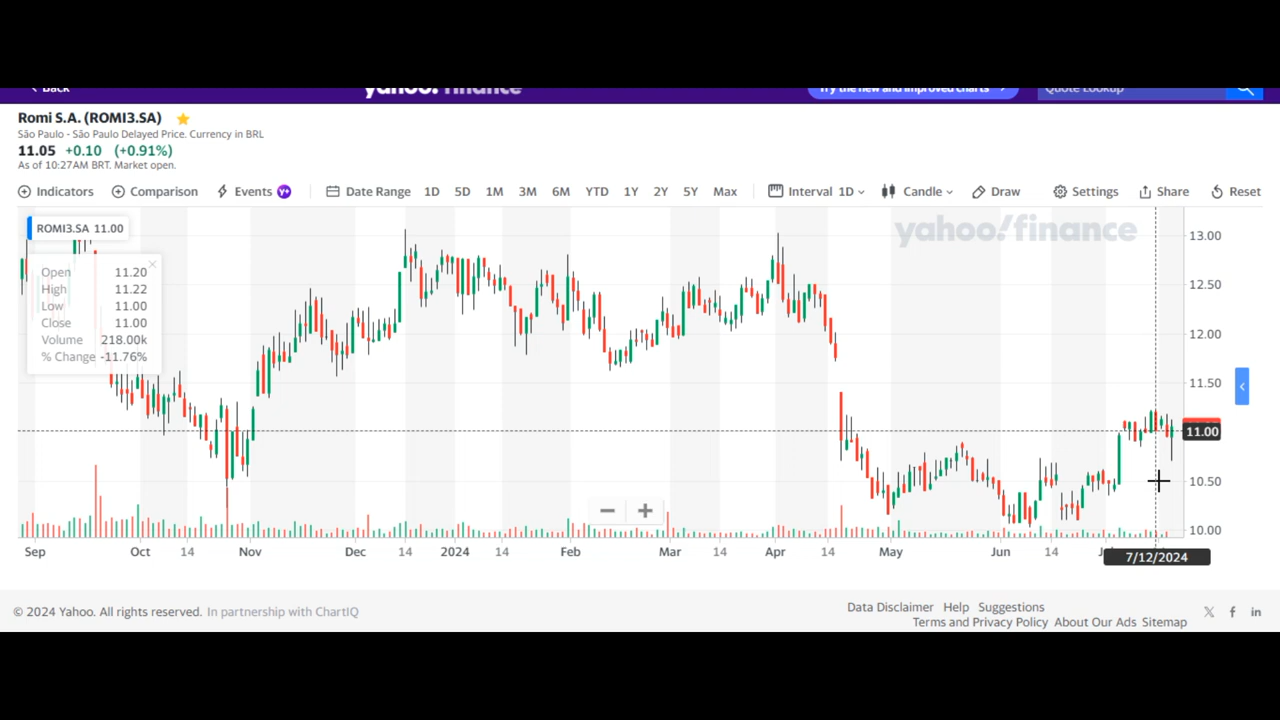 Back
yahoo! finance
Try the new and improved charts
Quote Lookup
Romi S.A. (ROMI3.SA)
São Paulo - São Paulo Delayed Price. Currency in BRL
11.05 +0.10 (+0.91%)
As of 10:27AM BRT. Market open.
Indicators Comparison Events Y+ Date Range 1D 5D 1M 3M 6M YTD 1Y 2Y 5Y Max Interval 1D Candle Draw Settings Share Reset
ROMI3.SA 11.00
yahoo!finance
Open 11.20
High 11.22
Low 11.00
Close 11.00
Volume 218.00k
% Change -11.76%
13.00
12.50
12.00
11.50
11.00
10.50
10.00
Sep Oct 14 Nov Dec 14 2024 14 Feb Mar 14 Apr 14 May Jun 14
7/12/2024
© 2024 Yahoo. All rights reserved. In partnership with ChartIQ
Data Disclaimer Help Suggestions
Terms and Privacy Policy About Our Ads Sitemap